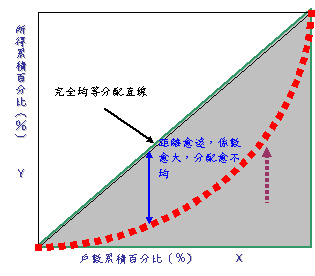 所得累積百分比(%)
Y
完全均等分配直線
距離愈遠，係數
愈大，分配愈不
均
戶數累積百分比(%) X